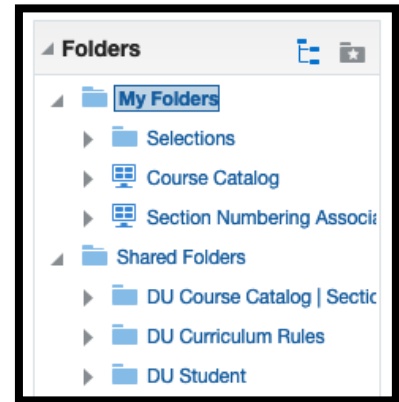 Folders
My Folders
Selections
Course Catalog
Section Numbering Associa
Shared Folders
DU Course Catalog | Sectic
DU Curriculum Rules
DU Student